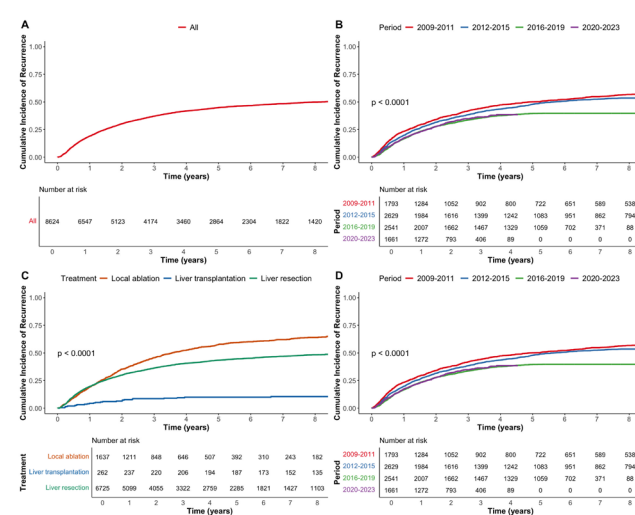 A
All
Cumulative Incidence of Recurrence
1.00
0.75
0.50
0.25
0.00
0 1 2 3 4 5 6 7 8
Time (years)
Number at risk
All 8624 6547 5123 4174 3460 2864 2304 1822 1420
0 1 2 3 4 5 6 7 8
Time (years)
B
Period 2009-2011 2012-2015 2016-2019 2020-2023
Cumulative Incidence of Recurrence
1.00
0.75
0.50
0.25
0.00
p < 0.0001
0 1 2 3 4 5 6 7 8
Time (years)
Number at risk
Period
2009-2011 1793 1284 1052 902 800 722 651 589 538
2012-2015 2629 1984 1616 1399 1242 1083 951 862 794
2016-2019 2541 2007 1662 1467 1329 1059 702 371 88
2020-2023 1661 1272 793 406 89 0 0 0 0
0 1 2 3 4 5 6 7 8
Time (years)
C
Treatment Local ablation Liver transplantation Liver resection
Cumulative Incidence of Recurrence
1.00
0.75
0.50
0.25
0.00
p < 0.0001
0 1 2 3 4 5 6 7 8
Time (years)
Number at risk
Treatment
Local ablation 1637 1211 848 646 507 392 310 243 182
Liver transplantation 262 237 220 206 194 187 173 152 135
Liver resection 6725 5099 4055 3322 2759 2285 1821 1427 1103
0 1 2 3 4 5 6 7 8
Time (years)
D
Period 2009-2011 2012-2015 2016-2019 2020-2023
Cumulative Incidence of Recurrence
1.00
0.75
0.50
0.25
0.00
p < 0.0001
0 1 2 3 4 5 6 7 8
Time (years)
Number at risk
Period
2009-2011 1793 1284 1052 902 800 722 651 589 538
2012-2015 2629 1984 1616 1399 1242 1083 951 862 794
2016-2019 2541 2007 1662 1467 1329 1059 702 371 88
2020-2023 1661 1272 793 406 89 0 0 0 0
0 1 2 3 4 5 6 7 8
Time (years)